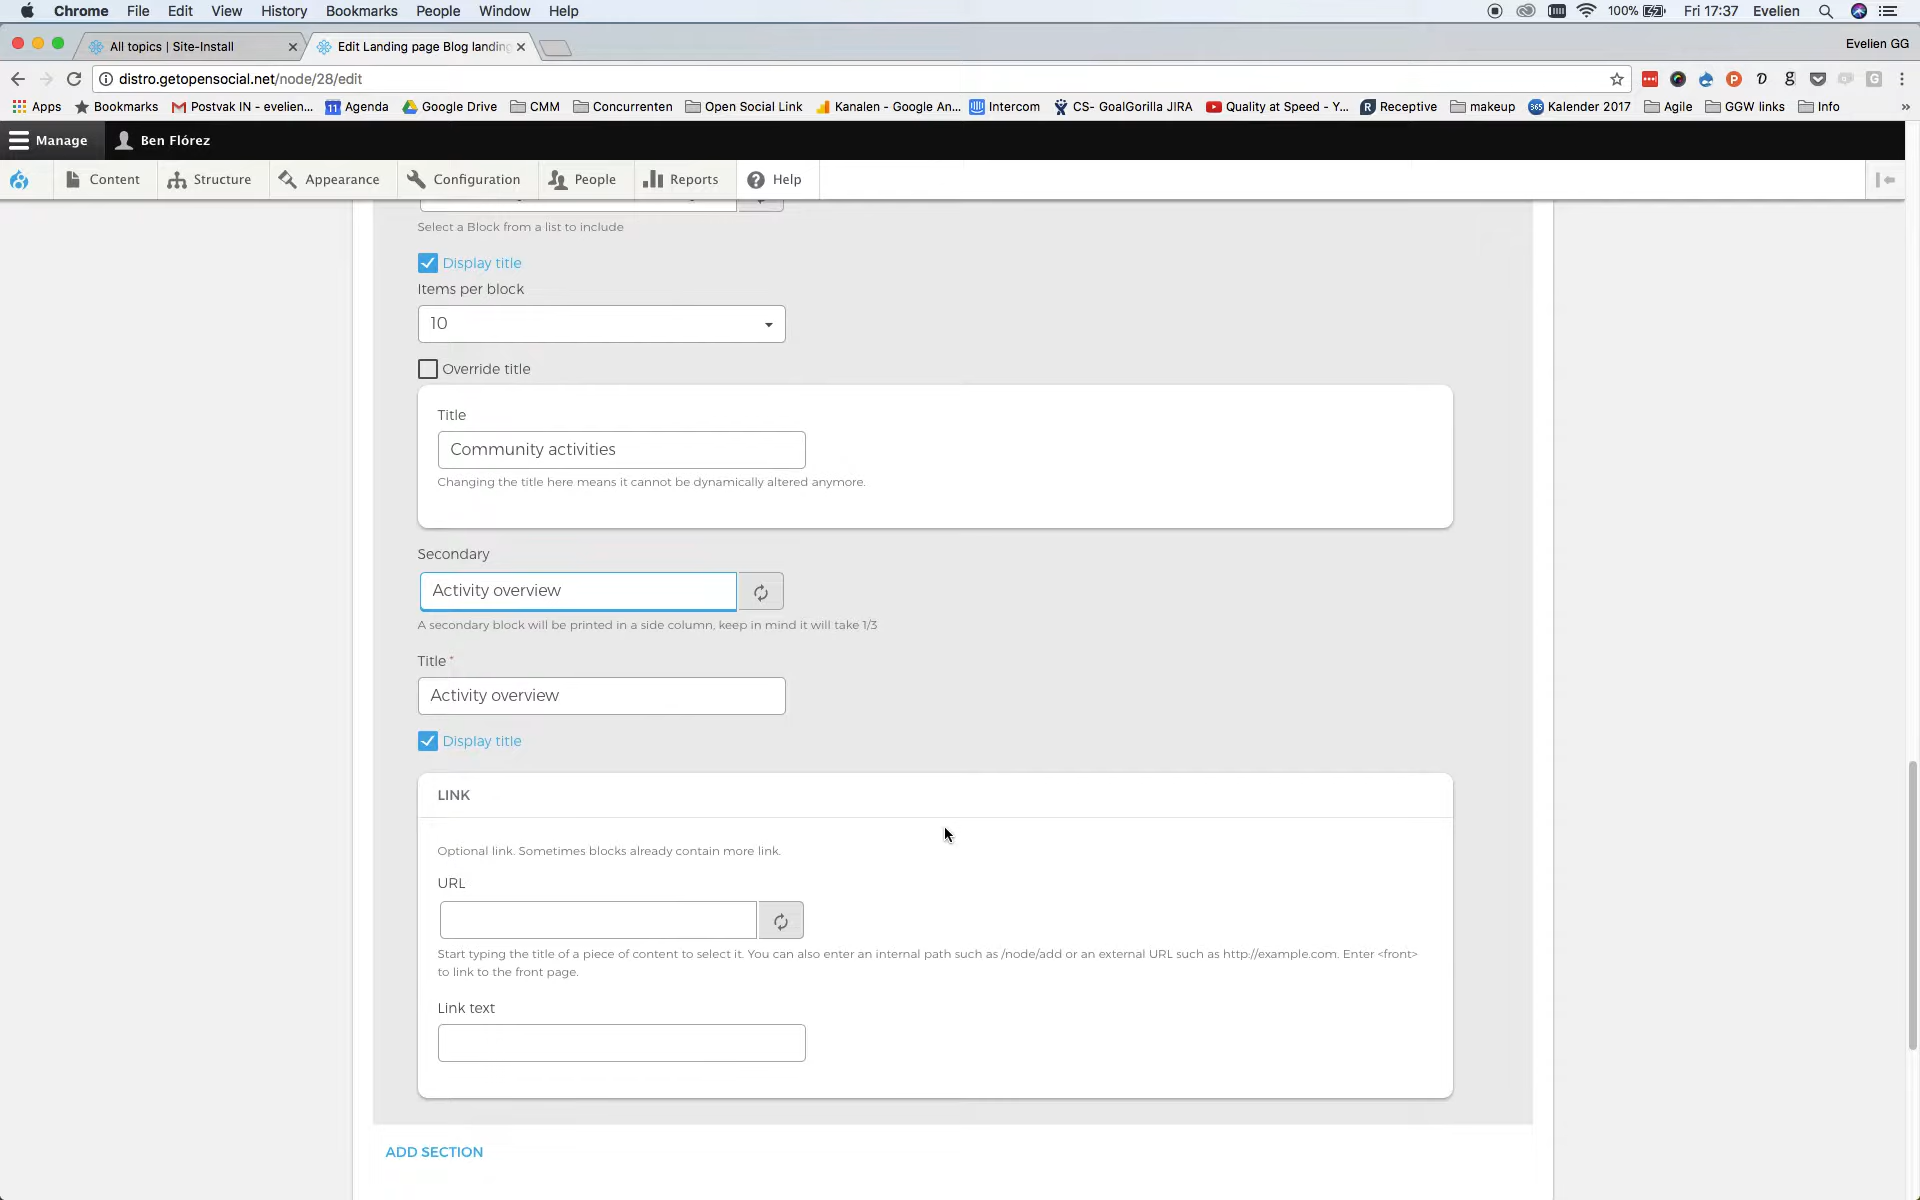 Chrome File Edit View History Bookmarks People Window Help 100% Fri 17:37 Evelien
All topics | Site-Install Edit Landing page Blog landing Evelien GG
distro.getopensocial.net/node/28/edit
Apps Bookmarks Postvak IN - evelien... Agenda Google Drive CMM Concurrenten Open Social Link Kanalen - Google An... Intercom CS- GoalGorilla JIRA Quality at Speed - Y... Receptive makeup Kalender 2017 Agile GGW links Info »
Manage Ben Flórez
Content Structure Appearance Configuration People Reports Help
Select a Block from a list to include
Display title
Items per block
10
Override title
Title
Community activities
Changing the title here means it cannot be dynamically altered anymore.
Secondary
Activity overview
A secondary block will be printed in a side column, keep in mind it will take 1/3
Title *
Activity overview
Display title
LINK
Optional link. Sometimes blocks already contain more link.
URL
Start typing the title of a piece of content to select it. You can also enter an internal path such as /node/add or an external URL such as http://example.com. Enter <front>
to link to the front page.
Link text
ADD SECTION